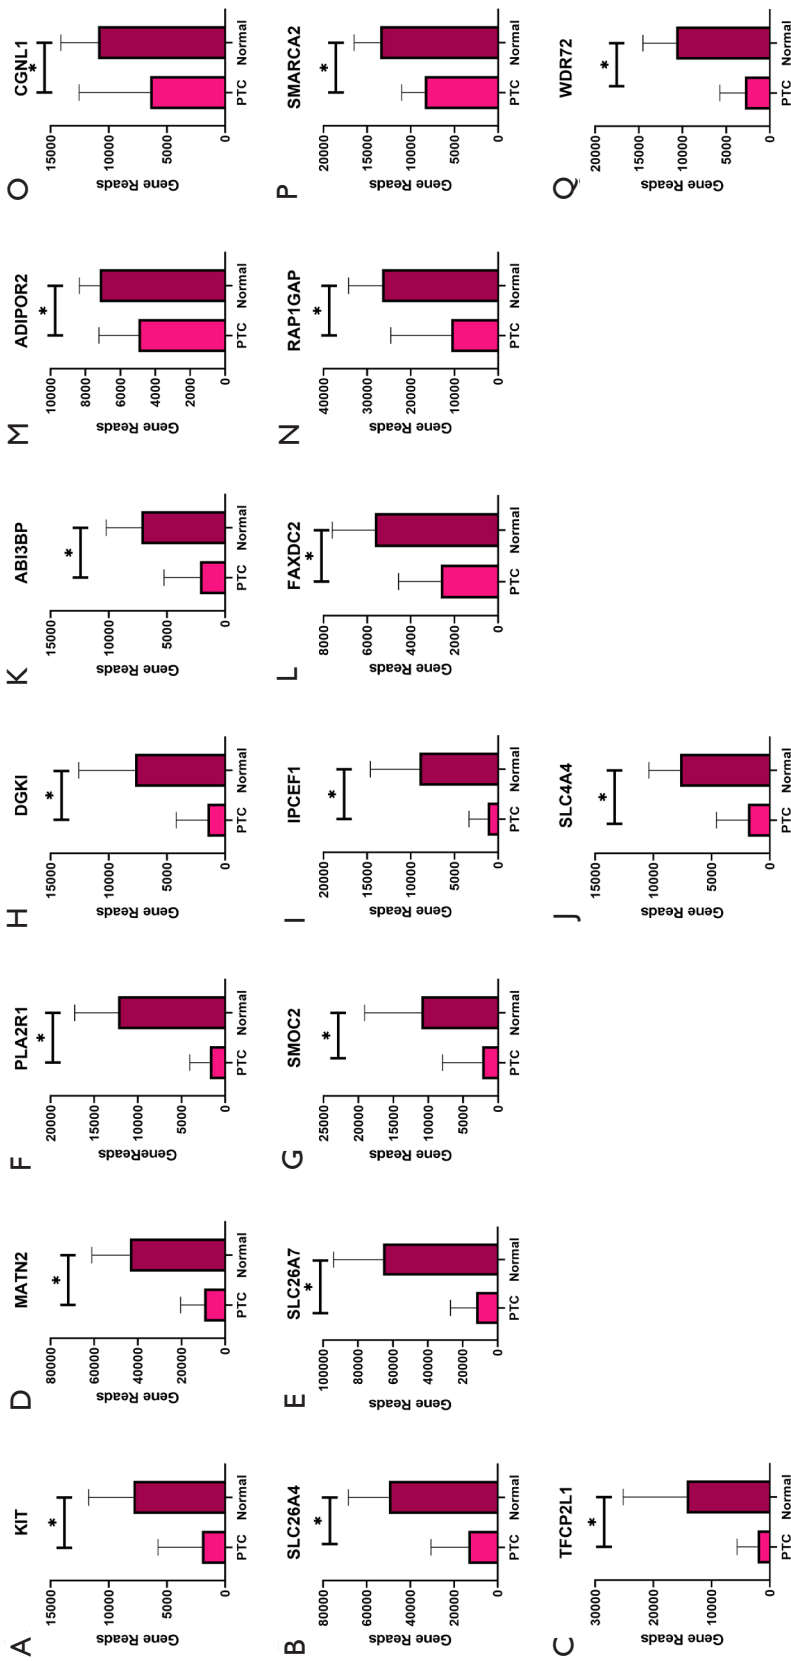 A
KIT
Gene Reads
15000
10000
5000
0
PTC
Normal
*
B
SLC26A4
Gene Reads
80000
60000
40000
20000
0
PTC
Normal
*
C
TFCP2L1
Gene Reads
30000
20000
10000
0
PTC
Normal
*
D
MATN2
Gene Reads
80000
60000
40000
20000
0
PTC
Normal
*
E
SLC26A7
Gene Reads
100000
80000
60000
40000
20000
0
PTC
Normal
*
F
PLA2R1
GeneReads
20000
15000
10000
5000
0
PTC
Normal
*
G
SMOC2
Gene Reads
25000
20000
15000
10000
5000
0
PTC
Normal
*
H
DGKI
Gene Reads
15000
10000
5000
0
PTC
Normal
*
I
IPCEF1
Gene Reads
20000
15000
10000
5000
0
PTC
Normal
*
J
SLC4A4
Gene Reads
15000
10000
5000
0
PTC
Normal
*
K
ABI3BP
Gene Reads
15000
10000
5000
0
PTC
Normal
*
L
FAXDC2
Gene Reads
8000
6000
4000
2000
0
PTC
Normal
*
M
ADIPOR2
Gene Reads
10000
8000
6000
4000
2000
0
PTC
Normal
*
N
RAP1GAP
Gene Reads
40000
30000
20000
10000
0
PTC
Normal
*
O
CGNL1
Gene Reads
15000
10000
5000
0
PTC
Normal
*
P
SMARCA2
Gene Reads
20000
15000
10000
5000
0
PTC
Normal
*
Q
WDR72
Gene Reads
20000
15000
10000
5000
0
PTC
Normal
*